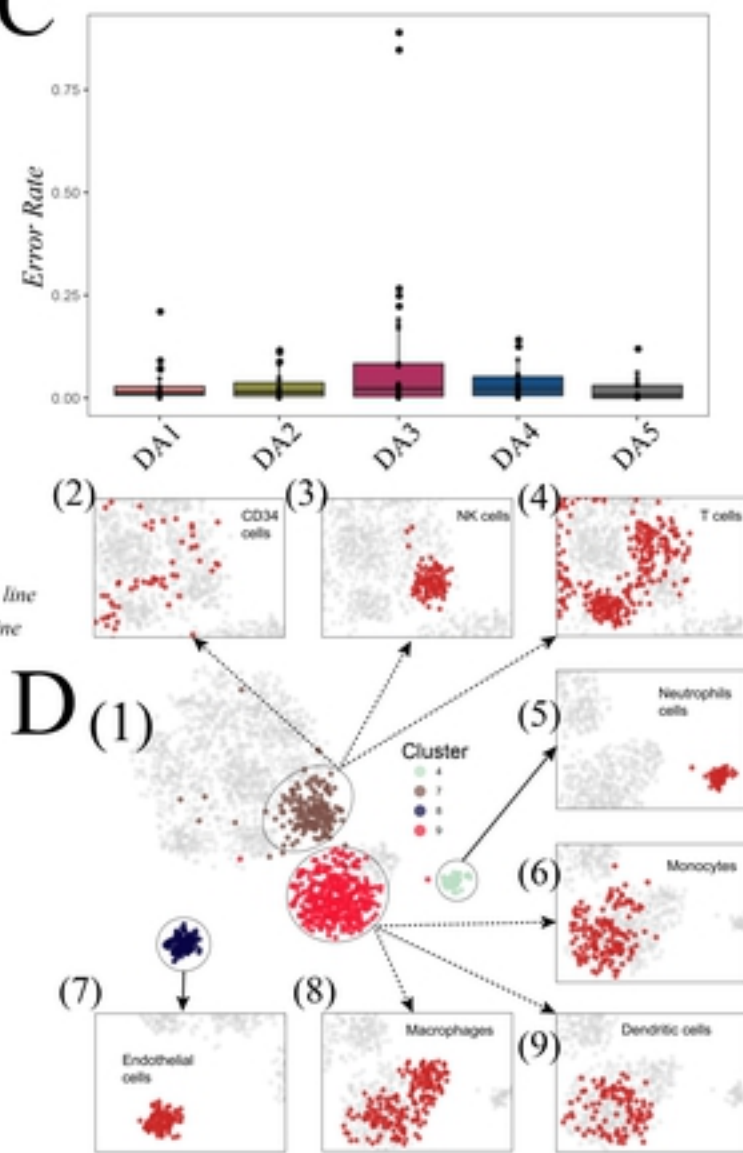 C
0.75
0.50
0.25
0.00
Error Rate
DA1
DA2
DA3
DA4
DA5
(2)
CD34
cells
(3)
NK cells
(4)
T cells
line
D
(1)
Cluster
4
7
8
9
(5)
Neutrophils
cells
(6)
Monocytes
(7)
Endothelial
cells
(8)
Macrophages
(9)
Dendritic cells